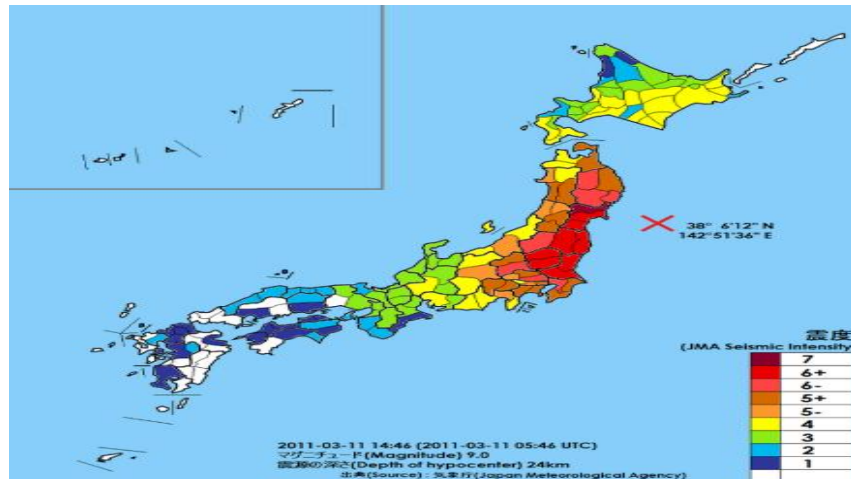 38° 6'12" N
142°51'36" E
震度
(JMA Seismic Intensity)
7
6+
6-
5+
5-
4
3
2
1
2011-03-11 14:46 (2011-03-11 05:46 UTC)
マグニチュード(Magnitude) 9.0
震源の深さ(Depth of hypocenter) 24km
出典(Source) : 気象庁(Japan Meteorological Agency)